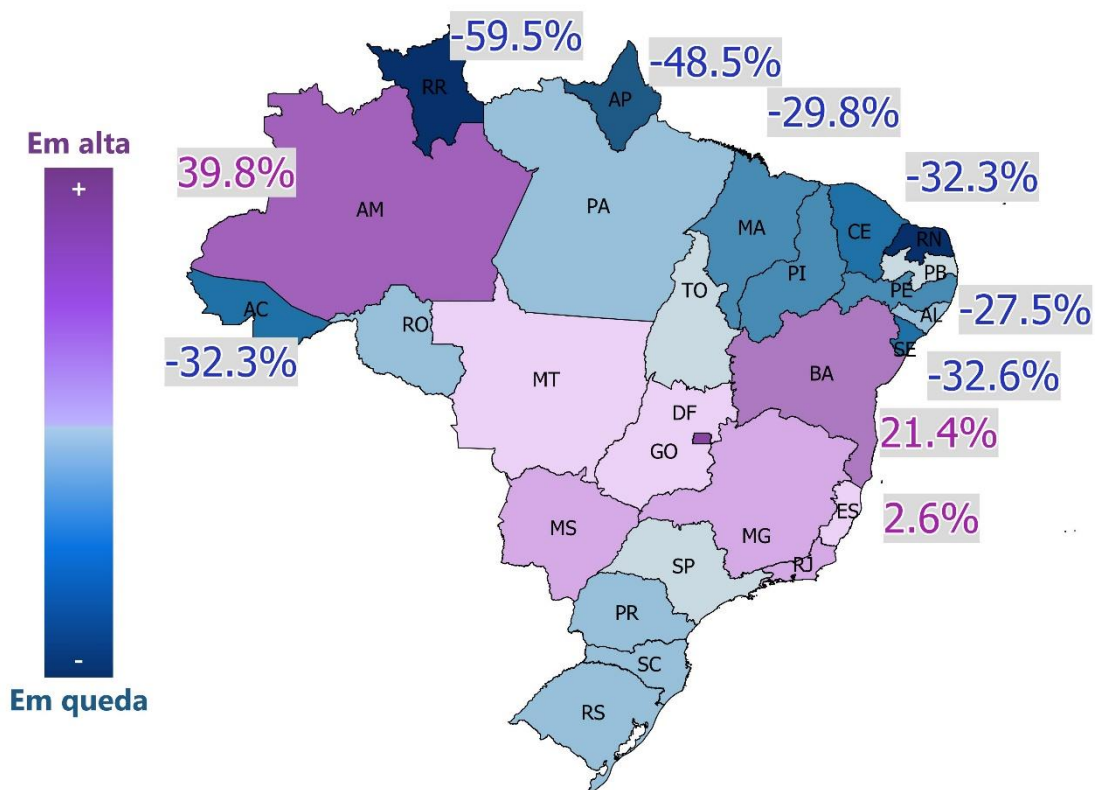 -59.5%
-48.5%
RR
AP
-29.8%
Em alta
+
39.8%
-32.3%
AM
PA
MA
CE
RN
PI
PB
TO
PE
AC
RO
AL
-27.5%
-32.3%
SE
MT
BA
-32.6%
DF
21.4%
GO
ES
2.6%
MS
MG
SP
RJ
PR
-
SC
Em queda
RS